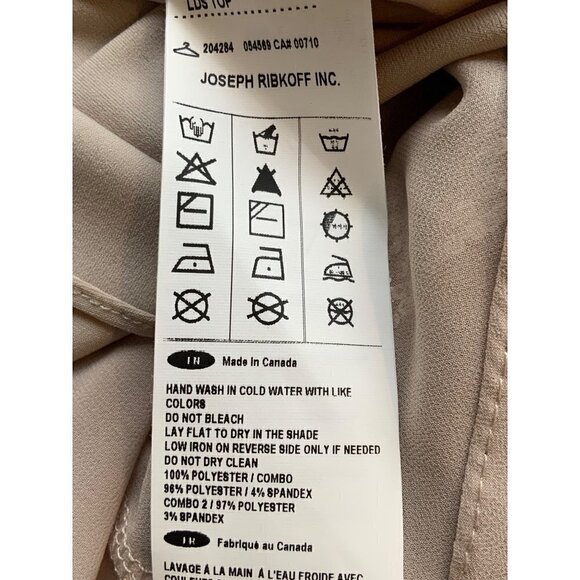 LDS TOP
204284 054569 CA# 00710
JOSEPH RIBKOFF INC.
EN Made In Canada
HAND WASH IN COLD WATER WITH LIKE
COLORS
DO NOT BLEACH
LAY FLAT TO DRY IN THE SHADE
LOW IRON ON REVERSE SIDE ONLY IF NEEDED
DO NOT DRY CLEAN
100% POLYESTER / COMBO
96% POLYESTER / 4% SPANDEX
COMBO 2 / 97% POLYESTER
3% SPANDEX
FR Fabriqué au Canada
LAVAGE À LA MAIN À L'EAU FROIDE AVEC